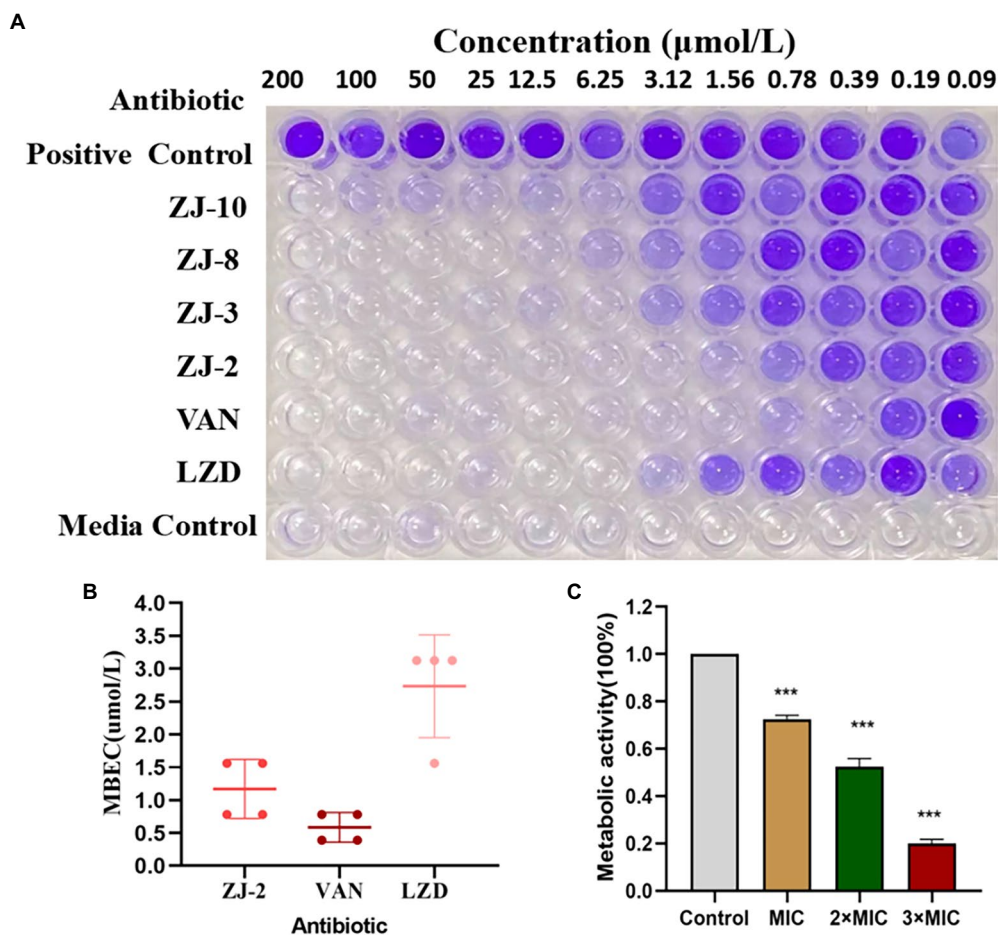 A
Concentration (µmol/L)
200 100 50 25 12.5 6.25 3.12 1.56 0.78 0.39 0.19 0.09
Antibiotic
Positive Control
ZJ-10
ZJ-8
ZJ-3
ZJ-2
VAN
LZD
Media Control
B
MBEC(umol/L)
4.0
3.5
3.0
2.5
2.0
1.5
1.0
0.5
0.0
ZJ-2 VAN LZD
Antibiotic
C
Metabolic activity(100%)
1.2
1.0
0.8
0.6
0.4
0.2
0.0
***
***
***
Control MIC 2×MIC 3×MIC